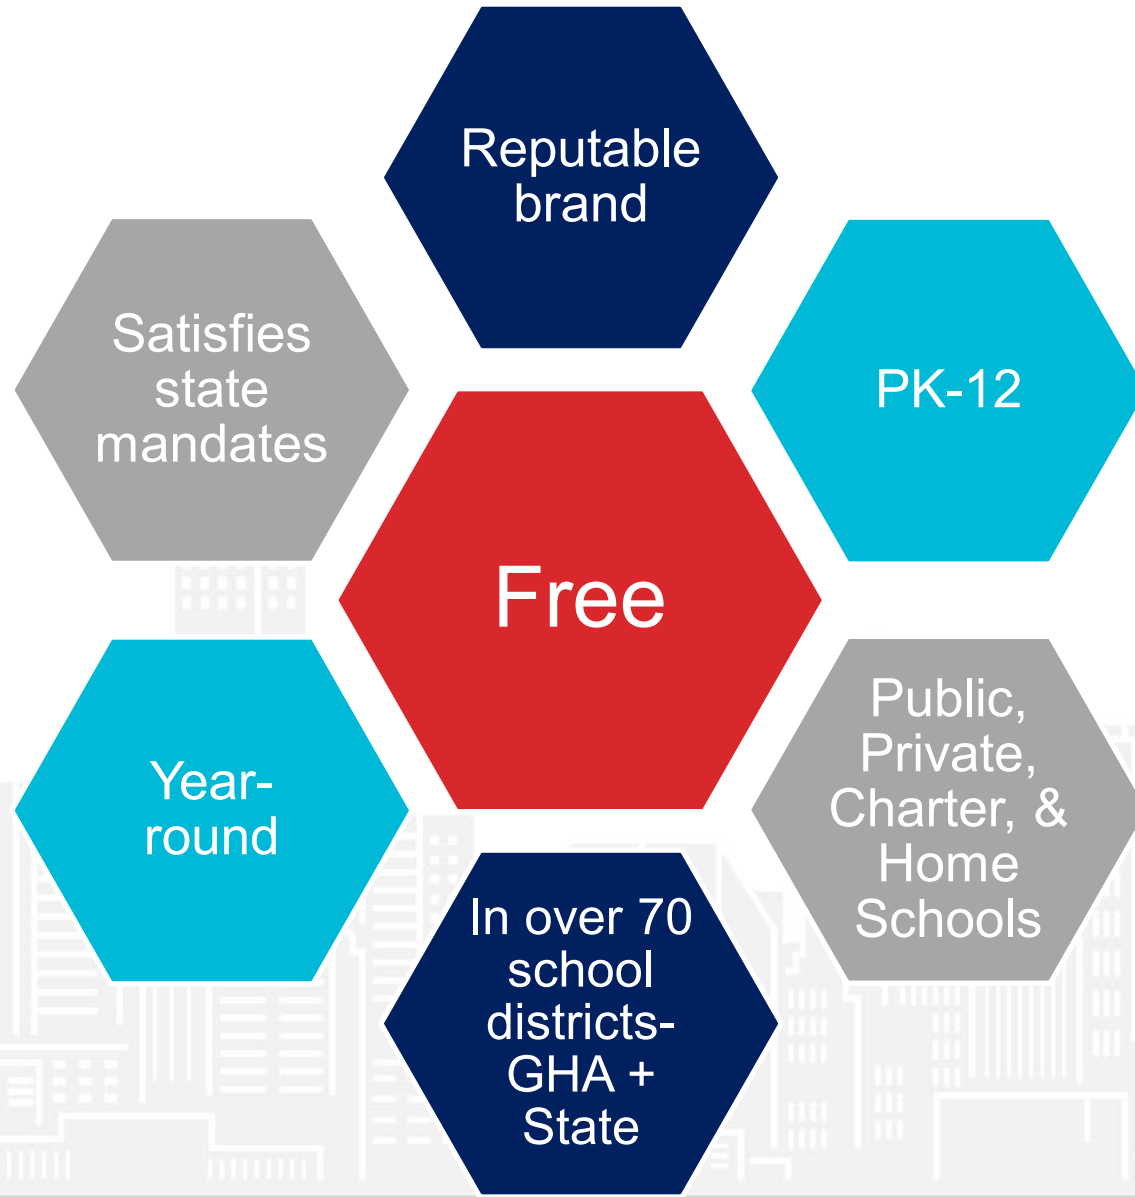 Reputable
brand
Satisfies
state
mandates
PK-12
Free
Year-
round
Public,
Private,
Charter, &
Home
Schools
In over 70
school
districts-
GHA +
State